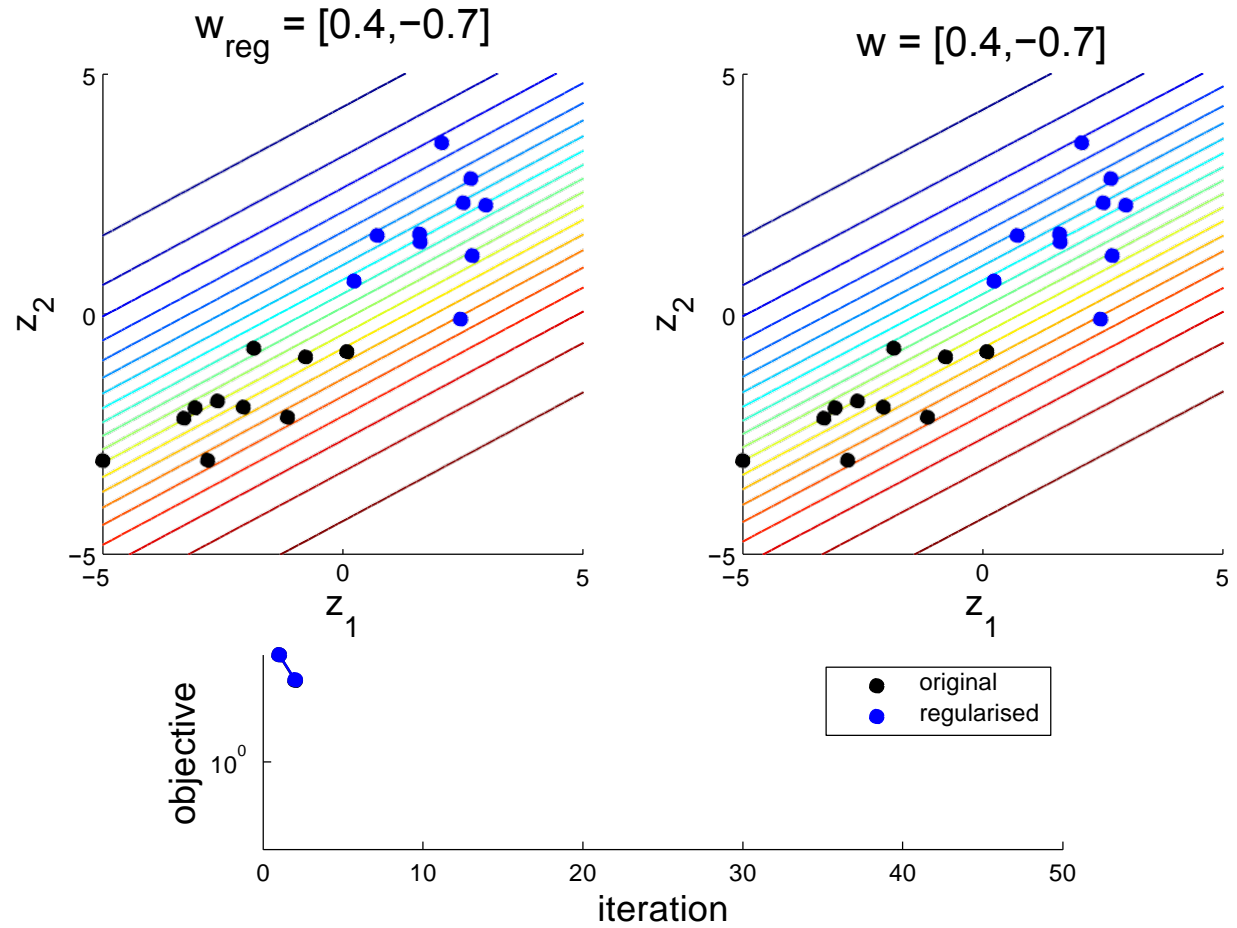 w_reg = [0.4,−0.7]
w = [0.4,−0.7]
5
z_2
0
−5
−5
0
5
z_1
5
z_2
0
−5
−5
0
5
z_1
objective
10^0
0
10
20
30
40
50
iteration
original
regularised